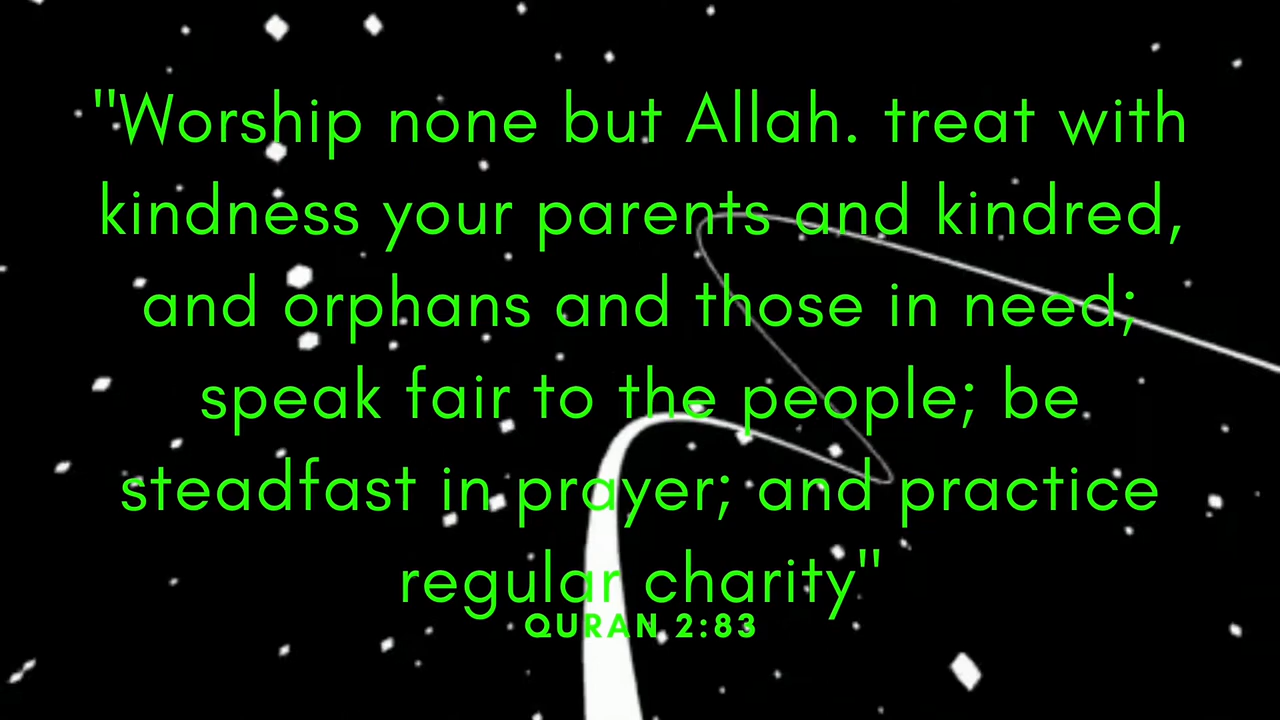 "Worship none but Allah. treat with
kindness your parents and kindred,
and orphans and those in need;
speak fair to the people; be
steadfast in prayer; and practice
regular charity"
QURAN 2:83